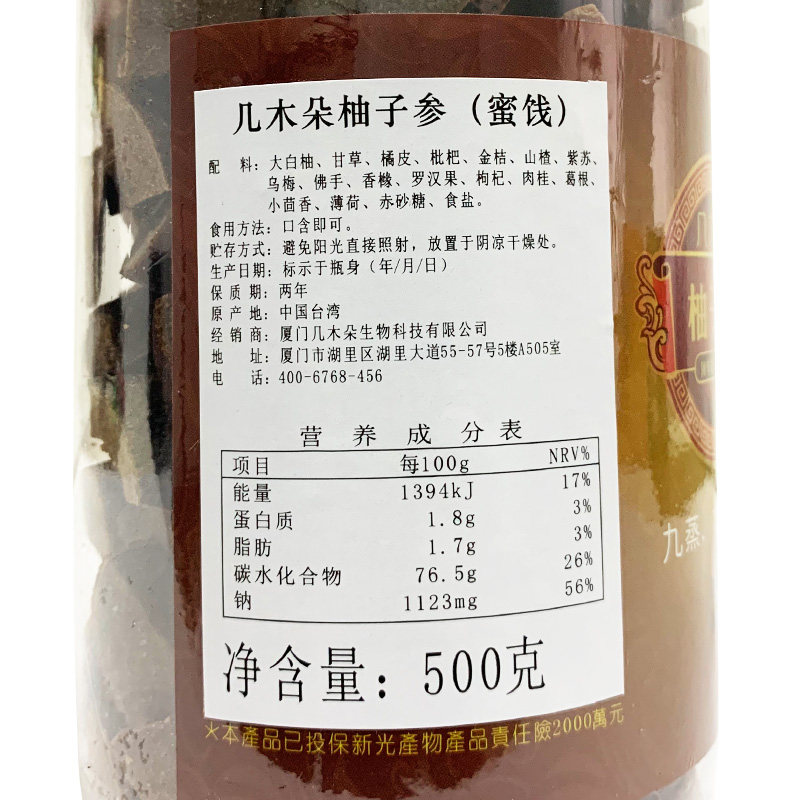 几木朵柚子参（蜜饯）
配 料：大白柚、甘草、橘皮、枇杷、金桔、山楂、紫苏、
乌梅、佛手、香橼、罗汉果、枸杞、肉桂、葛根、
小茴香、薄荷、赤砂糖、食盐。
食用方法：口含即可。
贮存方式：避免阳光直接照射，放置于阴凉干燥处。
生产日期：标示于瓶身（年/月/日）
保 质 期：两年
原 产 地：中国台湾
经 销 商：厦门几木朵生物科技有限公司
地 址：厦门市湖里区湖里大道55-57号5楼A505室
电 话：400-6768-456
营 养 成 分 表
项目 每100g NRV%
能量 1394kJ 17%
蛋白质 1.8g 3%
脂肪 1.7g 3%
碳水化合物 76.5g 26%
钠 1123mg 56%
净含量：500克
＊本產品已投保新光產物產品責任險2000萬元
柚
九蒸、